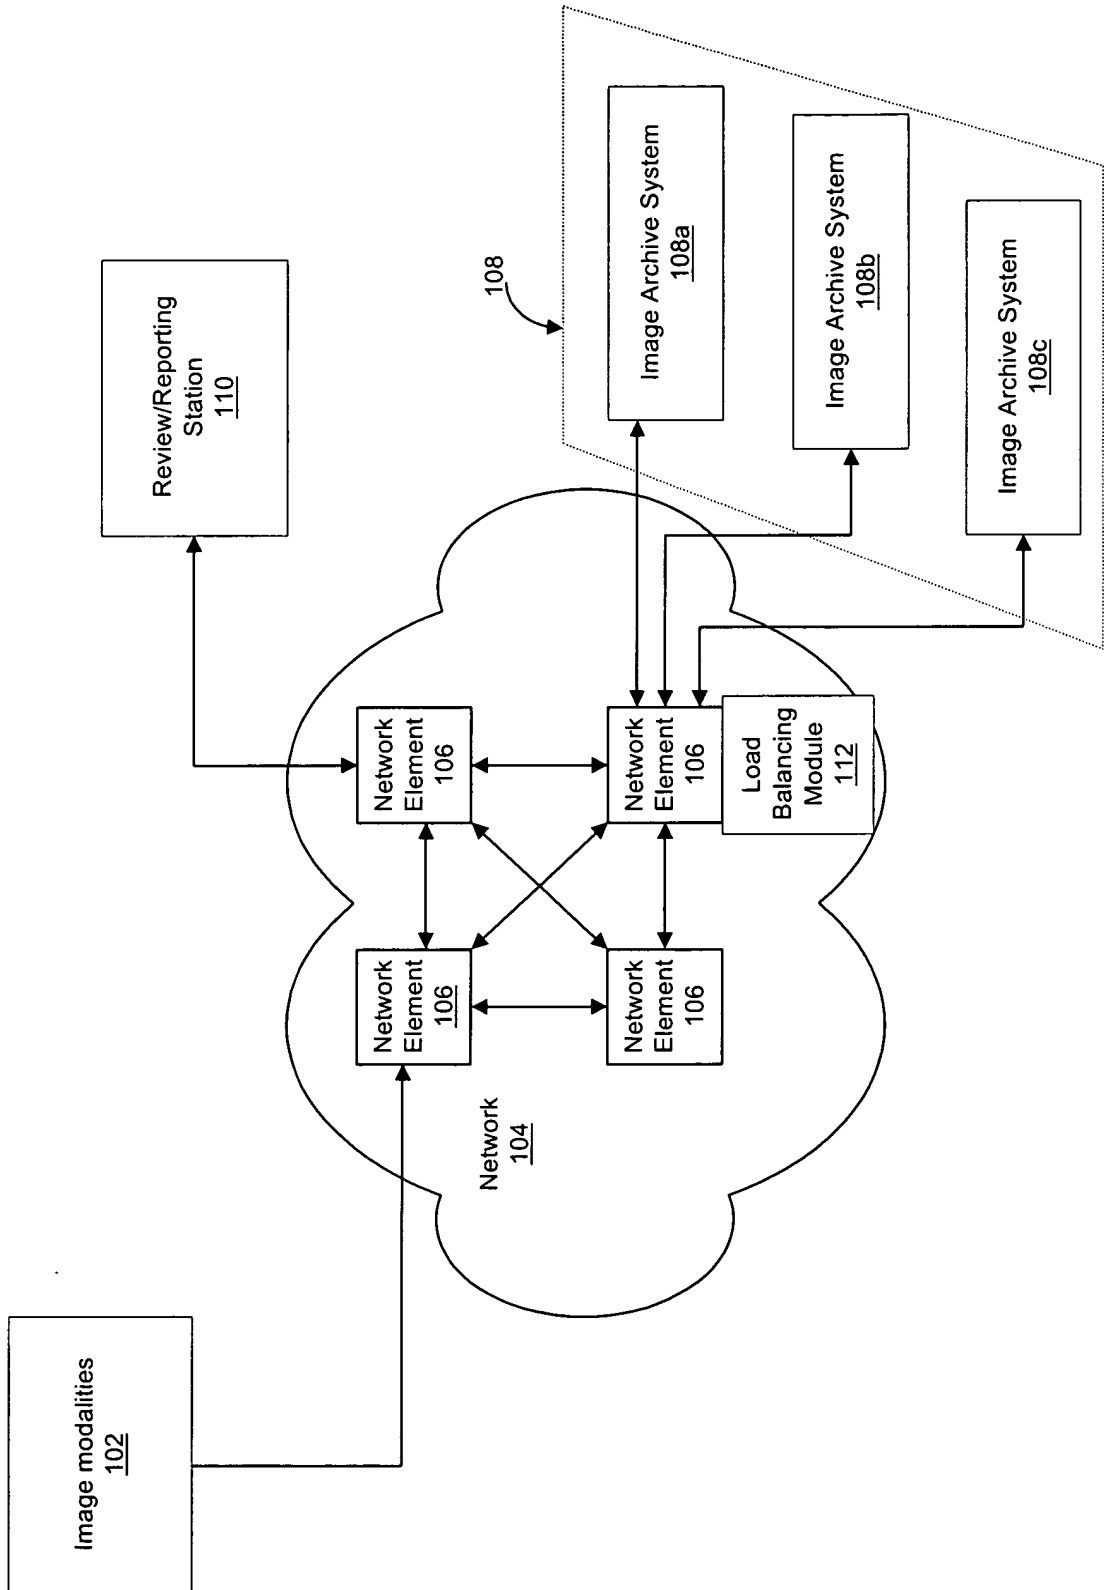 Image modalities
102
Review/Reporting
Station
110
Network
104
Network
Element
106
Network
Element
106
Network
Element
106
Network
Element
106
Load
Balancing
Module
112
108
Image Archive System
108a
Image Archive System
108b
Image Archive System
108c